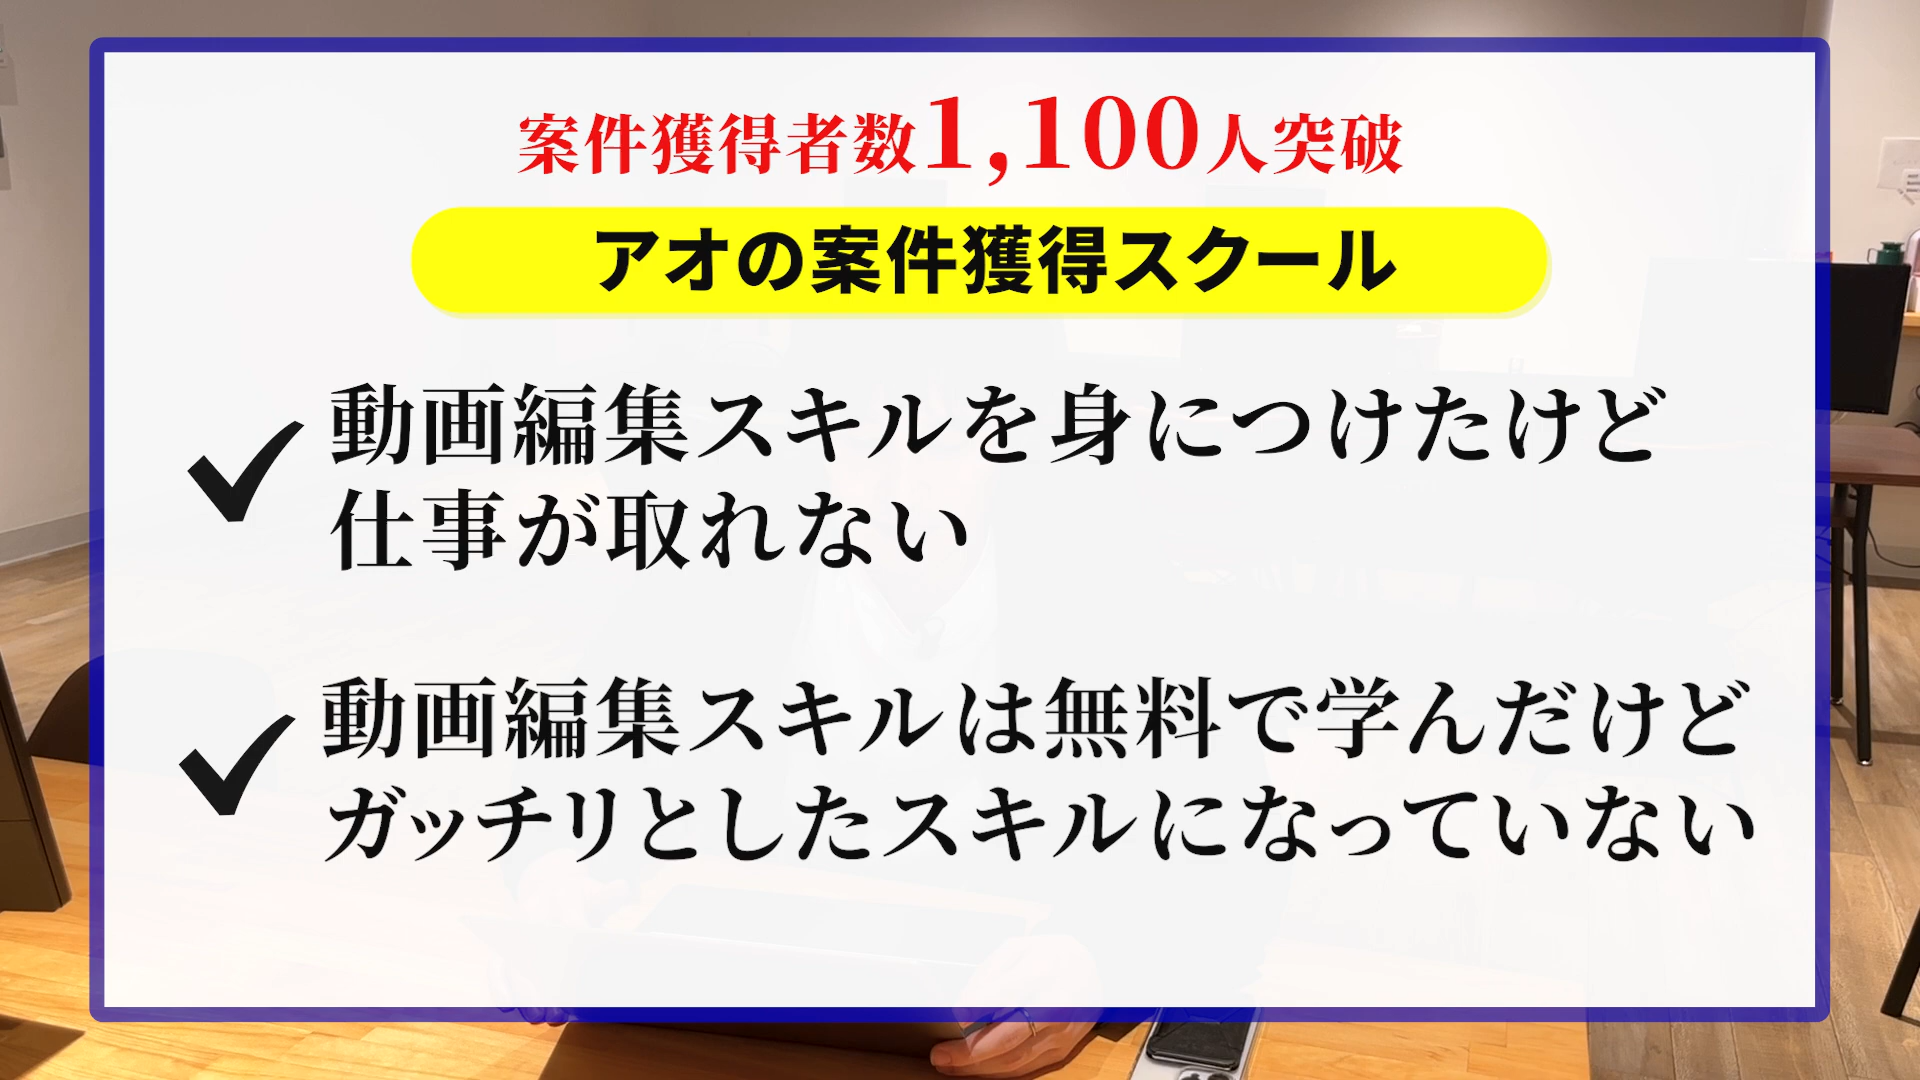 案件獲得者数1,100人突破
アオの案件獲得スクール
動画編集スキルを身につけたけど
仕事が取れない
動画編集スキルは無料で学んだけど
ガッチリとしたスキルになっていない